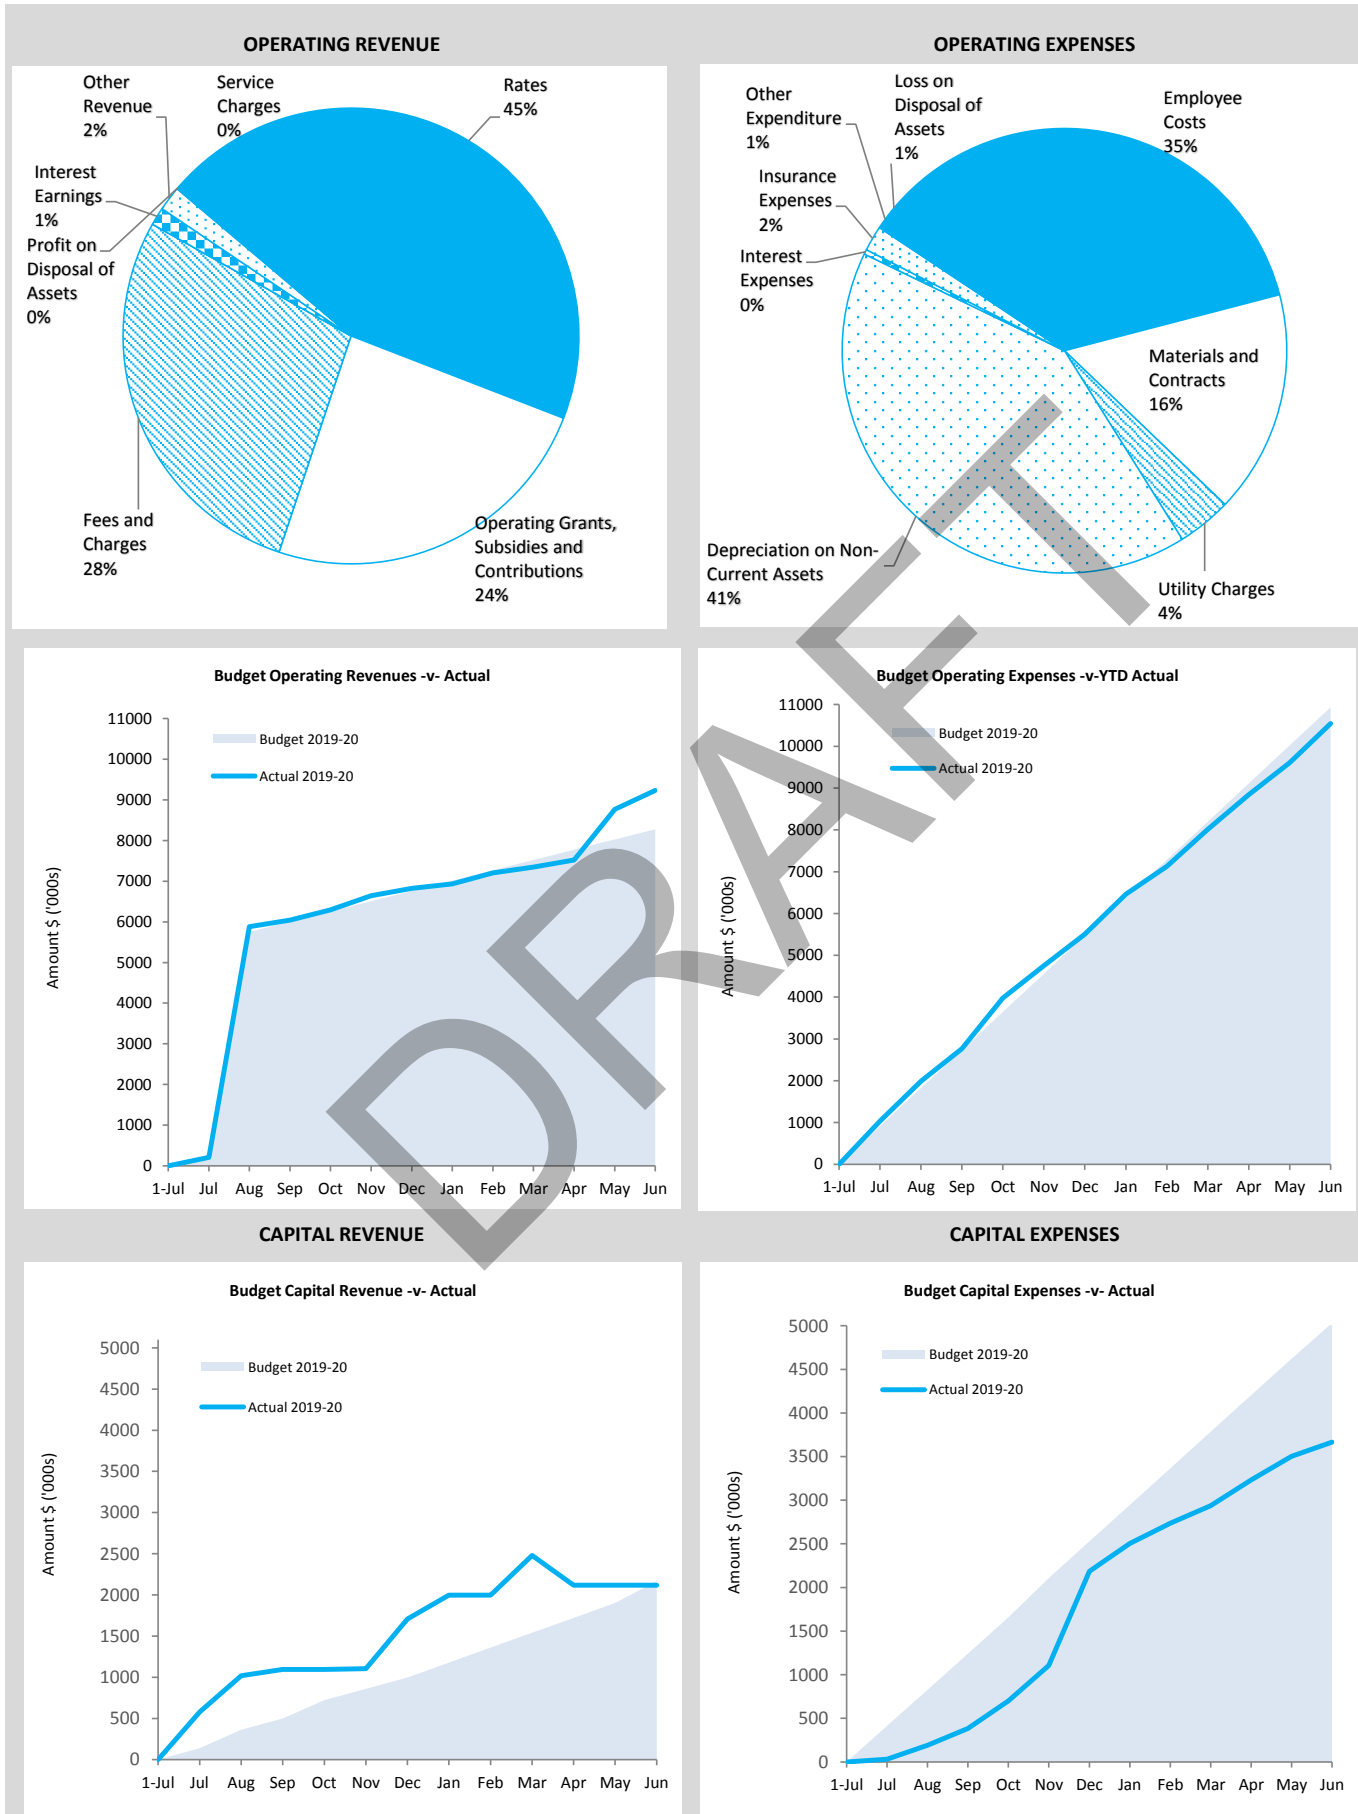 OPERATING REVENUE
Other
Revenue
2%
Service
Charges
0%
Rates
45%
Interest
Earnings
1%
Profit on
Disposal of
Assets
0%
Fees and
Charges
28%
Operating Grants,
Subsidies and
Contributions
24%
OPERATING EXPENSES
Other
Expenditure
1%
Loss on
Disposal of
Assets
1%
Employee
Costs
35%
Insurance
Expenses
2%
Interest
Expenses
0%
Materials and
Contracts
16%
Depreciation on Non-
Current Assets
41%
Utility Charges
4%
Budget Operating Revenues -v- Actual
Budget 2019-20
Actual 2019-20
Amount $ ('000s)
11000
10000
9000
8000
7000
6000
5000
4000
3000
2000
1000
0
1-Jul Jul Aug Sep Oct Nov Dec Jan Feb Mar Apr May Jun
Budget Operating Expenses -v-YTD Actual
Budget 2019-20
Actual 2019-20
Amount $ ('000s)
11000
10000
9000
8000
7000
6000
5000
4000
3000
2000
1000
0
1-Jul Jul Aug Sep Oct Nov Dec Jan Feb Mar Apr May Jun
DRAFT
CAPITAL REVENUE
Budget Capital Revenue -v- Actual
Budget 2019-20
Actual 2019-20
Amount $ ('000s)
5000
4500
4000
3500
3000
2500
2000
1500
1000
500
0
1-Jul Jul Aug Sep Oct Nov Dec Jan Feb Mar Apr May Jun
CAPITAL EXPENSES
Budget Capital Expenses -v- Actual
Budget 2019-20
Actual 2019-20
Amount $ ('000s)
5000
4500
4000
3500
3000
2500
2000
1500
1000
500
0
1-Jul Jul Aug Sep Oct Nov Dec Jan Feb Mar Apr May Jun